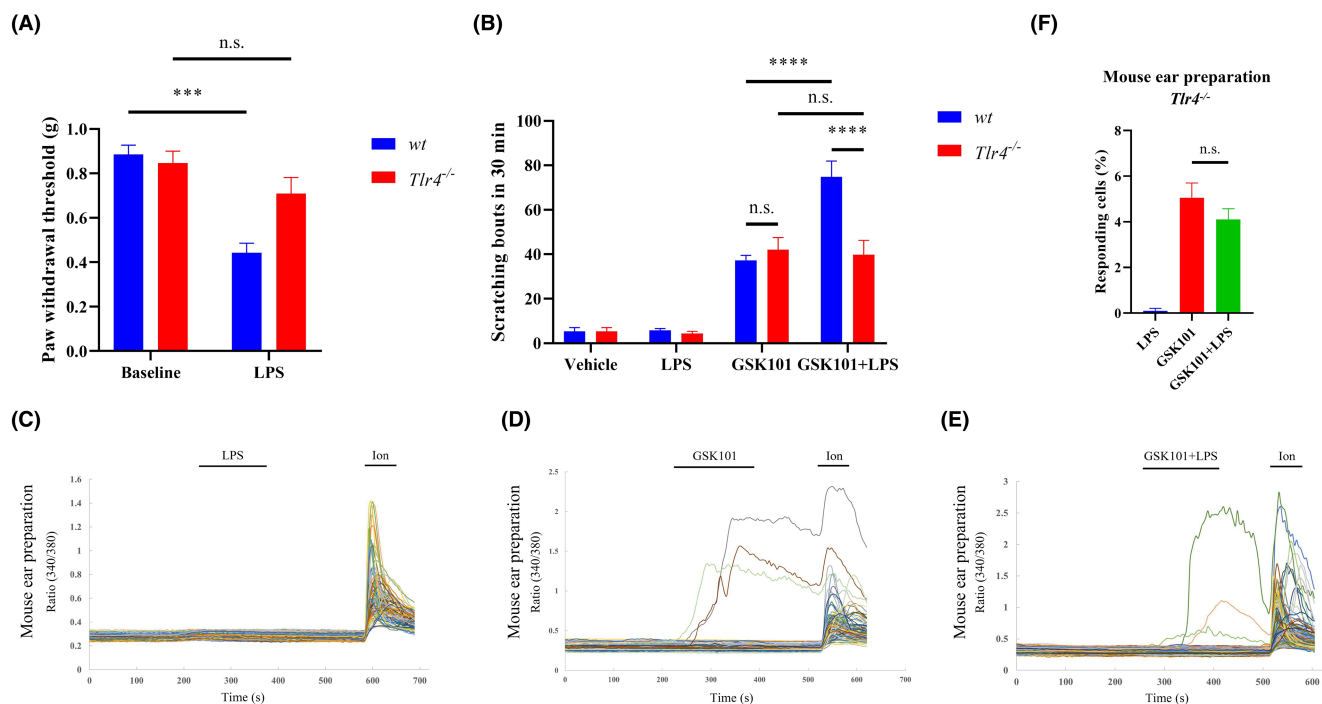 (A)
n.s.
***
Paw withdrawal threshold (g)
1.0
0.8
0.6
0.4
0.2
0.0
Baseline
LPS
wt
Tlr4-/-
(B)
****
n.s.
****
n.s.
Scratching bouts in 30 min
100
80
60
40
20
0
Vehicle
LPS
GSK101
GSK101+LPS
wt
Tlr4-/-
(F)
Mouse ear preparation
Tlr4-/-
n.s.
Responding cells (%)
8
6
4
2
0
LPS
GSK101
GSK101+LPS
(C)
LPS
Ion
Mouse ear preparation
Ratio (340/380)
1.6
1.4
1.2
1
0.8
0.6
0.4
0.2
0
0 100 200 300 400 500 600 700
Time (s)
(D)
GSK101
Ion
Mouse ear preparation
Ratio (340/380)
2.5
2
1.5
1
0.5
0
0 100 200 300 400 500 600 700
Time (s)
(E)
GSK101+LPS
Ion
Mouse ear preparation
Ratio (340/380)
3
2.5
2
1.5
1
0.5
0
0 100 200 300 400 500 600
Time (s)